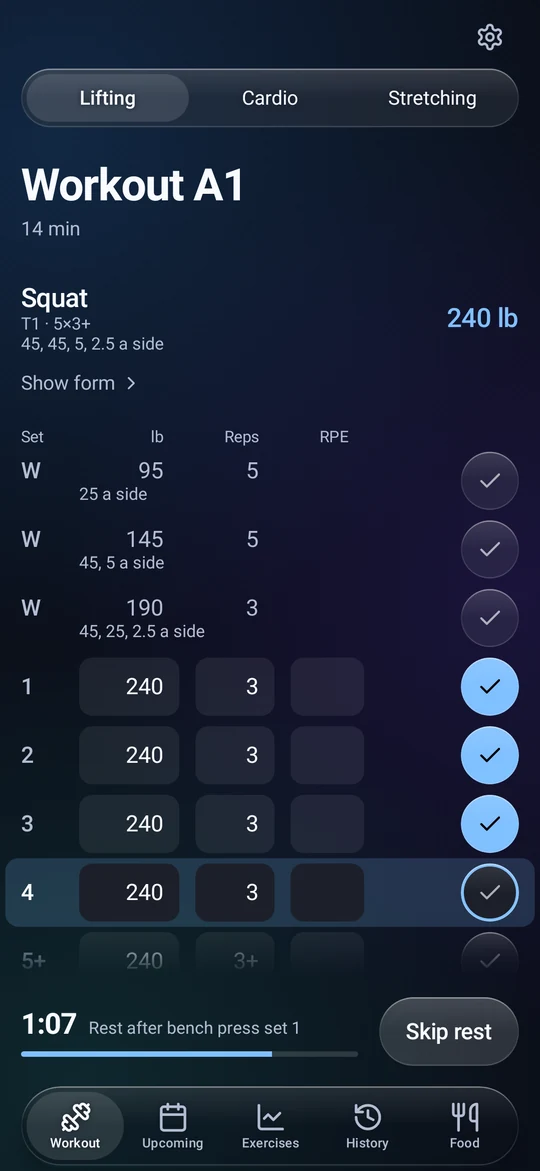 Lifting Cardio Stretching
Workout A1
14 min
Squat
T1 · 5×3+
45, 45, 5, 2.5 a side
240 lb
Show form
Set lb Reps RPE
W 95 5
25 a side
W 145 5
45, 5 a side
W 190 3
45, 25, 2.5 a side
1 240 3
2 240 3
3 240 3
4 240 3
5+ 240 3+
1:07 Rest after bench press set 1
Skip rest
Workout Upcoming Exercises History Food